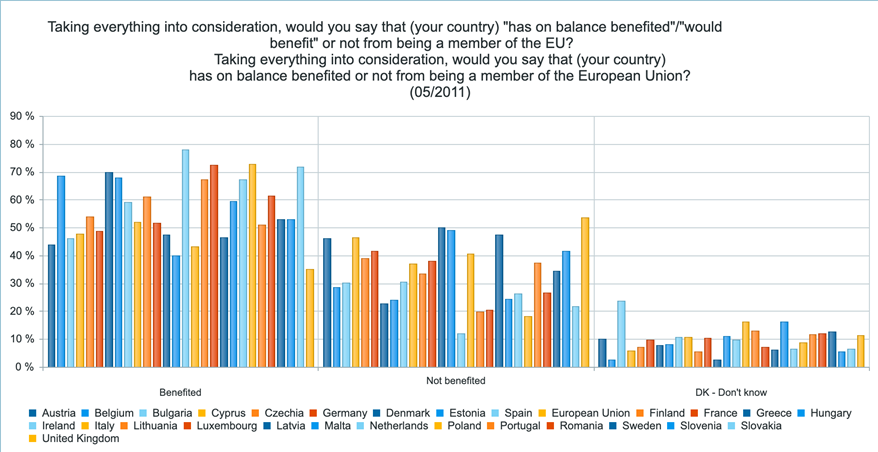 Taking everything into consideration, would you say that (your country) "has on balance benefited"/"would
benefit" or not from being a member of the EU?
Taking everything into consideration, would you say that (your country)
has on balance benefited or not from being a member of the European Union?
(05/2011)
90 %
80 %
70 %
60 %
50 %
40 %
30 %
20 %
10 %
0 %
Benefited
Not benefited
DK - Don't know
Austria Belgium Bulgaria Cyprus Czechia Germany Denmark Estonia Spain European Union Finland France Greece Hungary
Ireland Italy Lithuania Luxembourg Latvia Malta Netherlands Poland Portugal Romania Sweden Slovenia Slovakia
United Kingdom